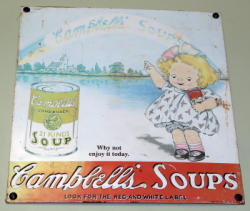 Campbell's Soups
Campbell's
CONDENSED
21 KINDS
SOUP
Why not
enjoy it today.
Campbell's SOUPS
LOOK FOR THE RED AND WHITE LABEL